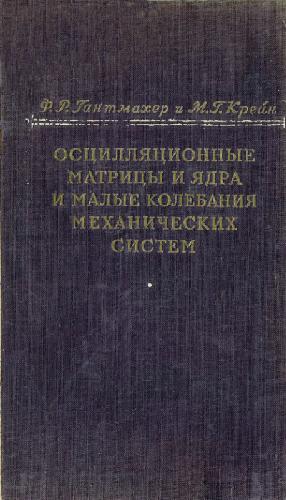 Ф. Р. Гантмахер и М. Г. Крейн
ОСЦИЛЛЯЦИОННЫЕ
МАТРИЦЫ И ЯДРА
И МАЛЫЕ КОЛЕБАНИЯ
МЕХАНИЧЕСКИХ
СИСТЕМ